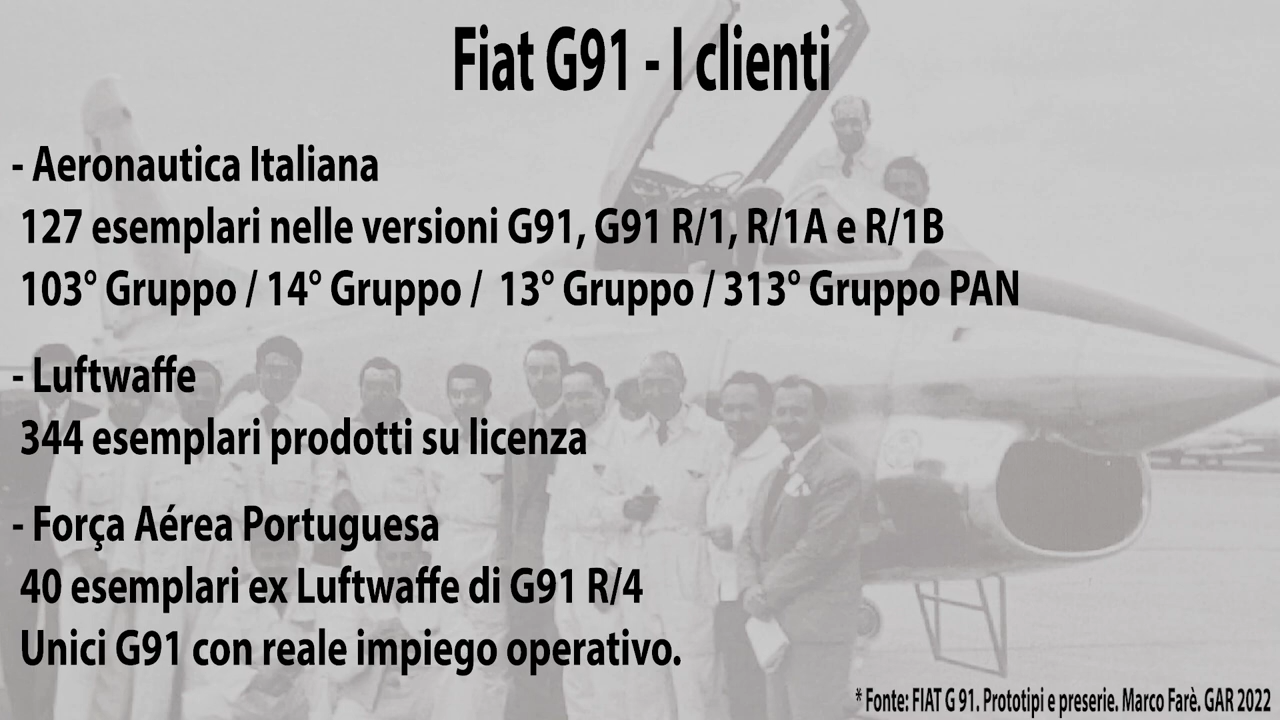 Fiat G91 - I clienti
- Aeronautica Italiana
127 esemplari nelle versioni G91, G91 R/1, R/1A e R/1B
103° Gruppo / 14° Gruppo / 13° Gruppo / 313° Gruppo PAN
- Luftwaffe
344 esemplari prodotti su licenza
- Força Aérea Portuguesa
40 esemplari ex Luftwaffe di G91 R/4
Unici G91 con reale impiego operativo.
* Fonte: FIAT G 91. Prototipi e preserie. Marco Farè. GAR 2022